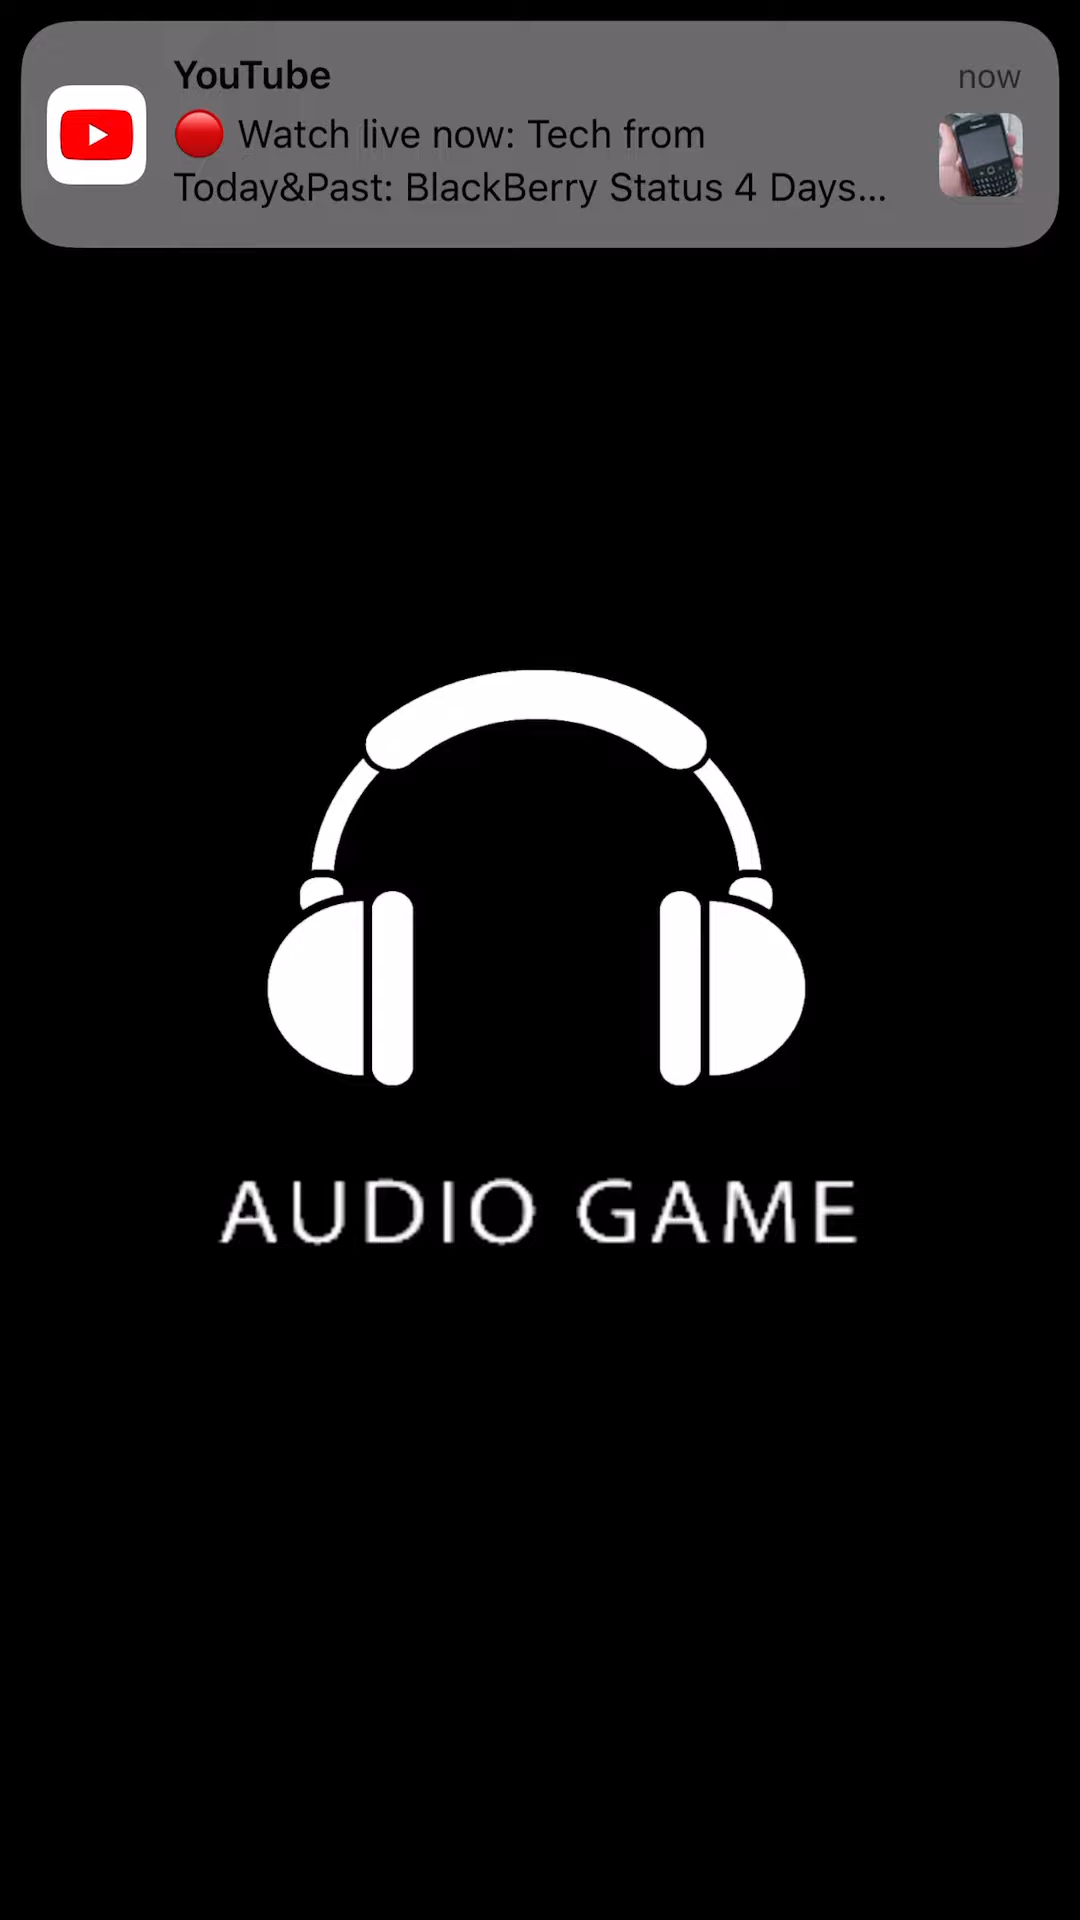 YouTube
now
🔴 Watch live now: Tech from
Today&Past: BlackBerry Status 4 Days...
AUDIO GAME